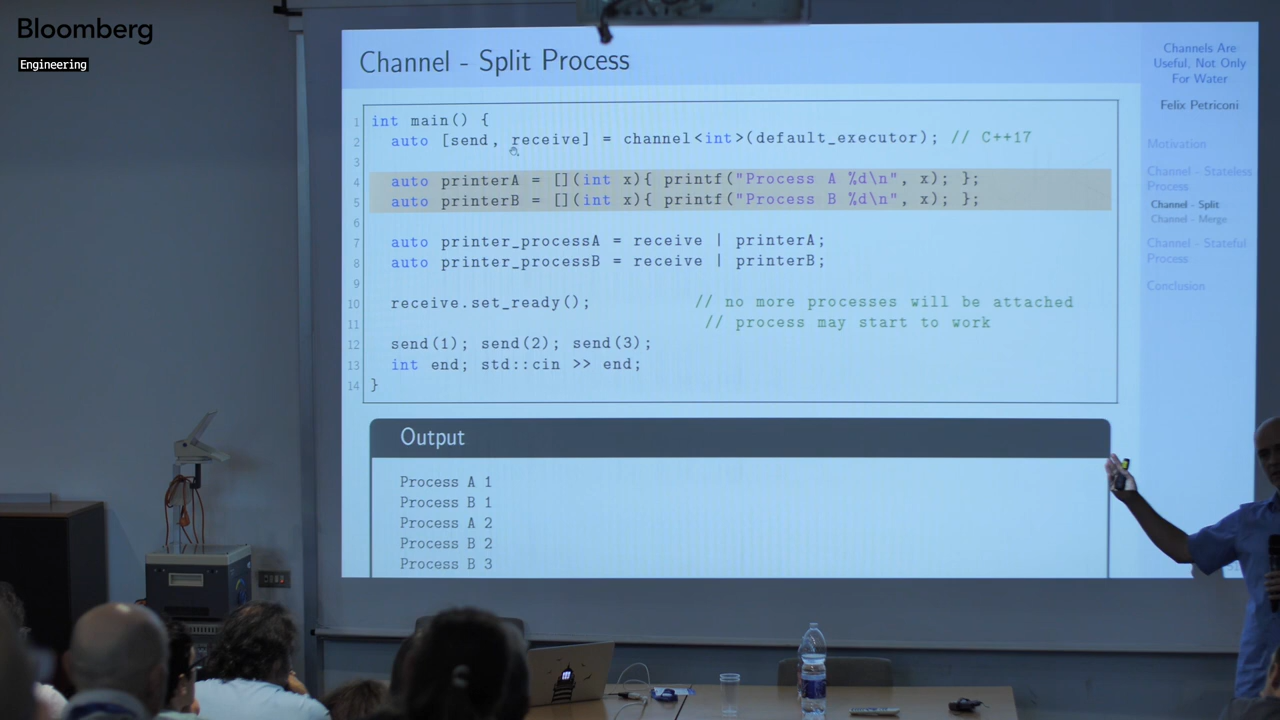 Bloomberg
Engineering
Channel - Split Process
1 int main() {
2 auto [send, receive] = channel<int>(default_executor); // C++17
3
4 auto printerA = [](int x){ printf("Process A %d\n", x); };
5 auto printerB = [](int x){ printf("Process B %d\n", x); };
6
7 auto printer_processA = receive | printerA;
8 auto printer_processB = receive | printerB;
9
10 receive.set_ready(); // no more processes will be attached
11 // process may start to work
12 send(1); send(2); send(3);
13 int end; std::cin >> end;
14 }
Output
Process A 1
Process B 1
Process A 2
Process B 2
Process B 3
Channels Are
Useful, Not Only
For Water
Felix Petriconi
Motivation
Channel - Stateless
Process
Channel - Split
Channel - Merge
Channel - Stateful
Process
Conclusion